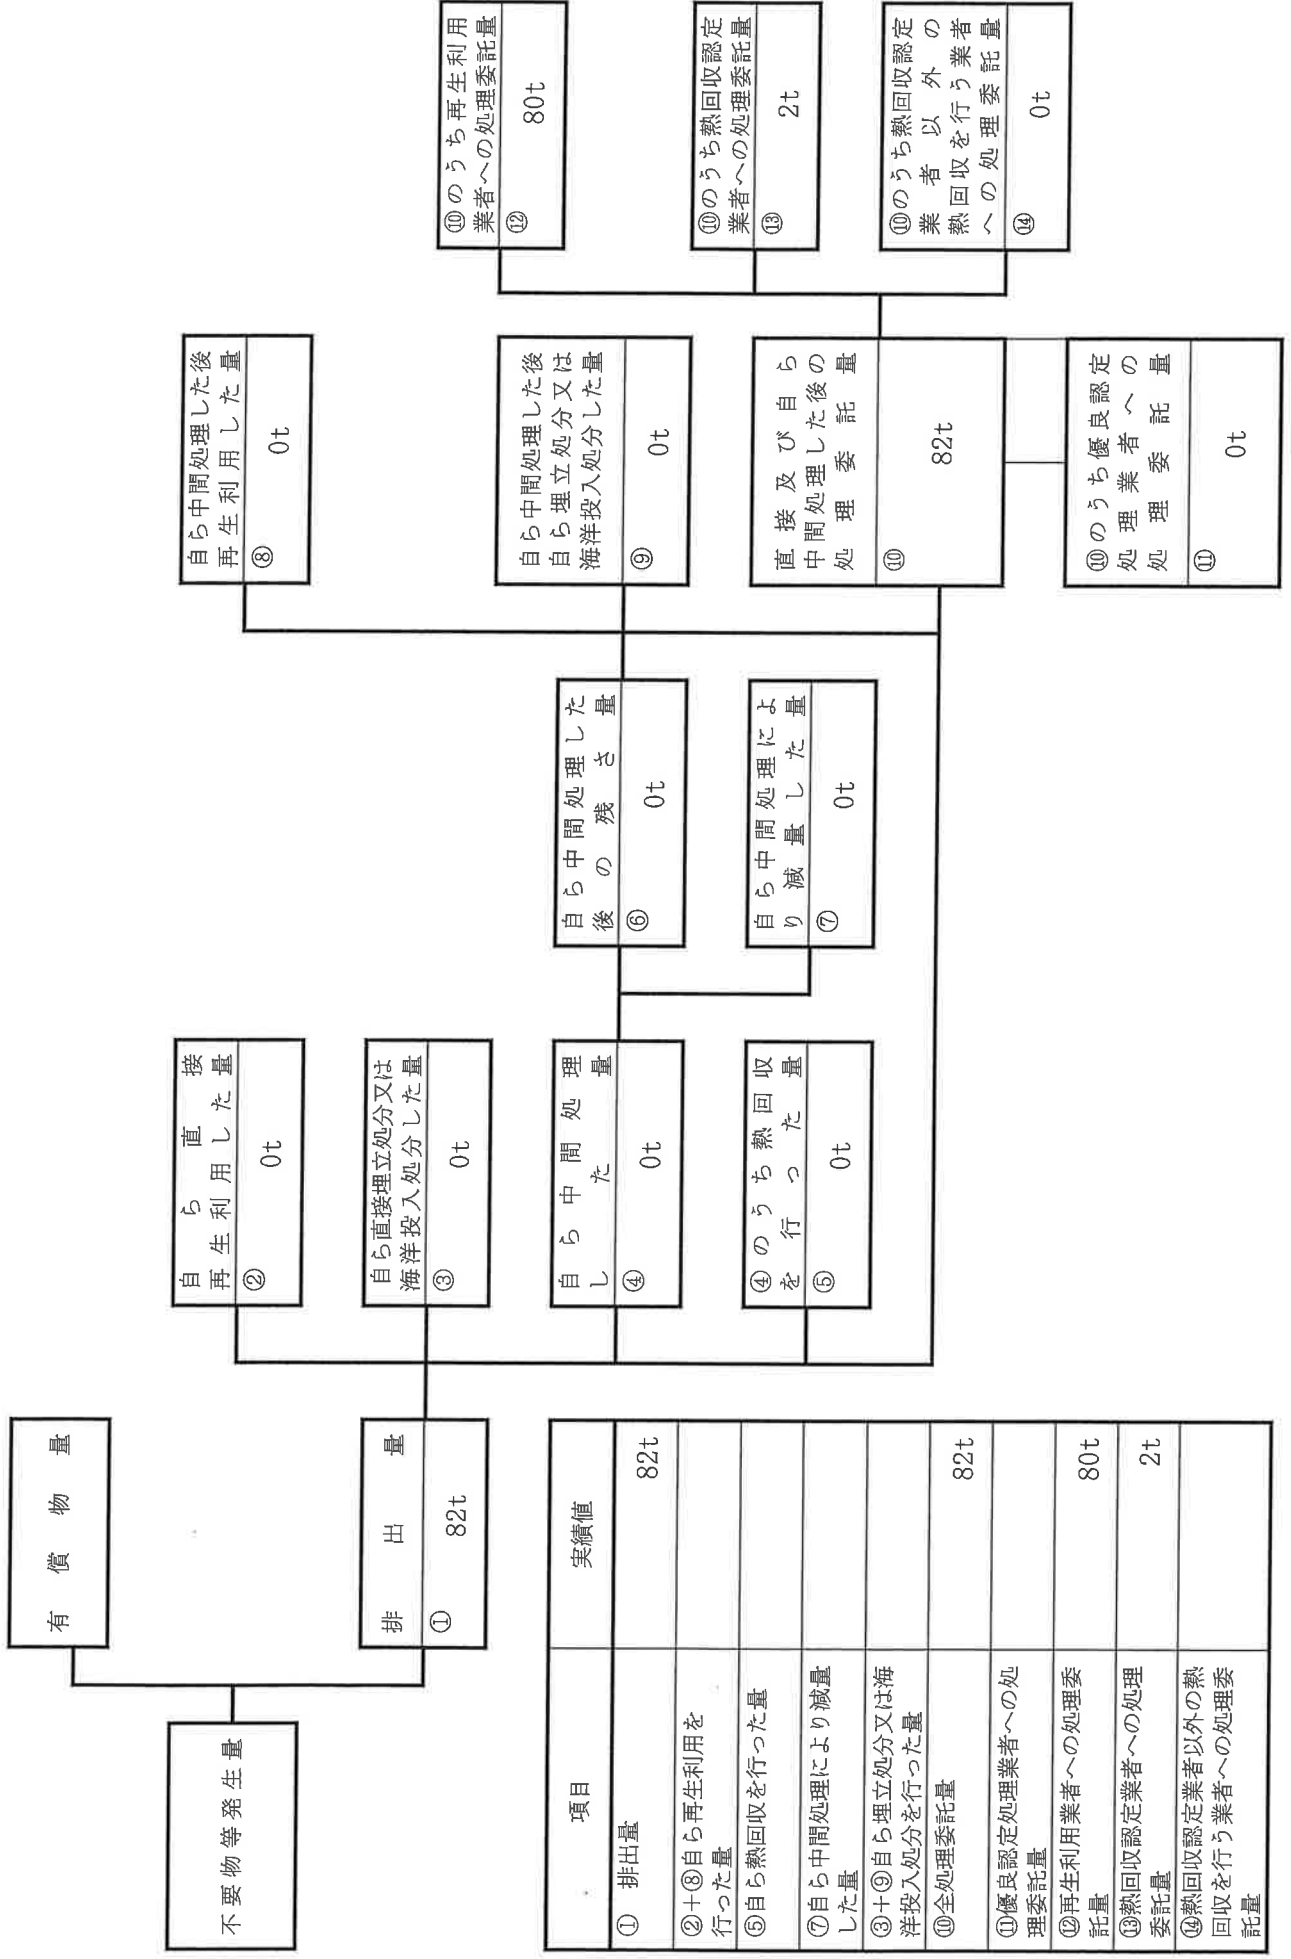 不要物等発生量
有償物量
排出量
①
82t
自ら直接
再生利用した量
②
0t
自ら直接埋立処分又は
海洋投入処分した量
③
0t
自ら中間処理
した量
④
0t
④のうち熱回収
を行った量
⑤
0t
自ら中間処理した
後の残さ量
⑥
0t
自ら中間処理によ
り減量した量
⑦
0t
自ら中間処理した後
再生利用した量
⑧
0t
自ら中間処理した後
自ら埋立処分又は
海洋投入処分した量
⑨
0t
直接及び自ら
中間処理した後の
処理委託量
⑩
82t
⑩のうち優良認定
処理業者への
処理委託量
⑪
0t
⑩のうち再生利用
業者への処理委託量
⑫
80t
⑩のうち熱回収認定
業者への処理委託量
⑬
2t
⑩のうち熱回収認定
業者以外の
熱回収を行う業者
への処理委託量
⑭
0t
項目
実績値
① 排出量
82t
②＋⑧自ら再生利用を
行った量
⑤自ら熱回収を行った量
⑦自ら中間処理により減量
した量
③＋⑨自ら埋立処分又は海
洋投入処分を行った量
⑩全処理委託量
82t
⑪優良認定処理業者への処
理委託量
⑫再生利用業者への処理委
託量
80t
⑬熱回収認定業者への処理
委託量
2t
⑭熱回収認定業者以外の熱
回収を行う業者への処理委
託量